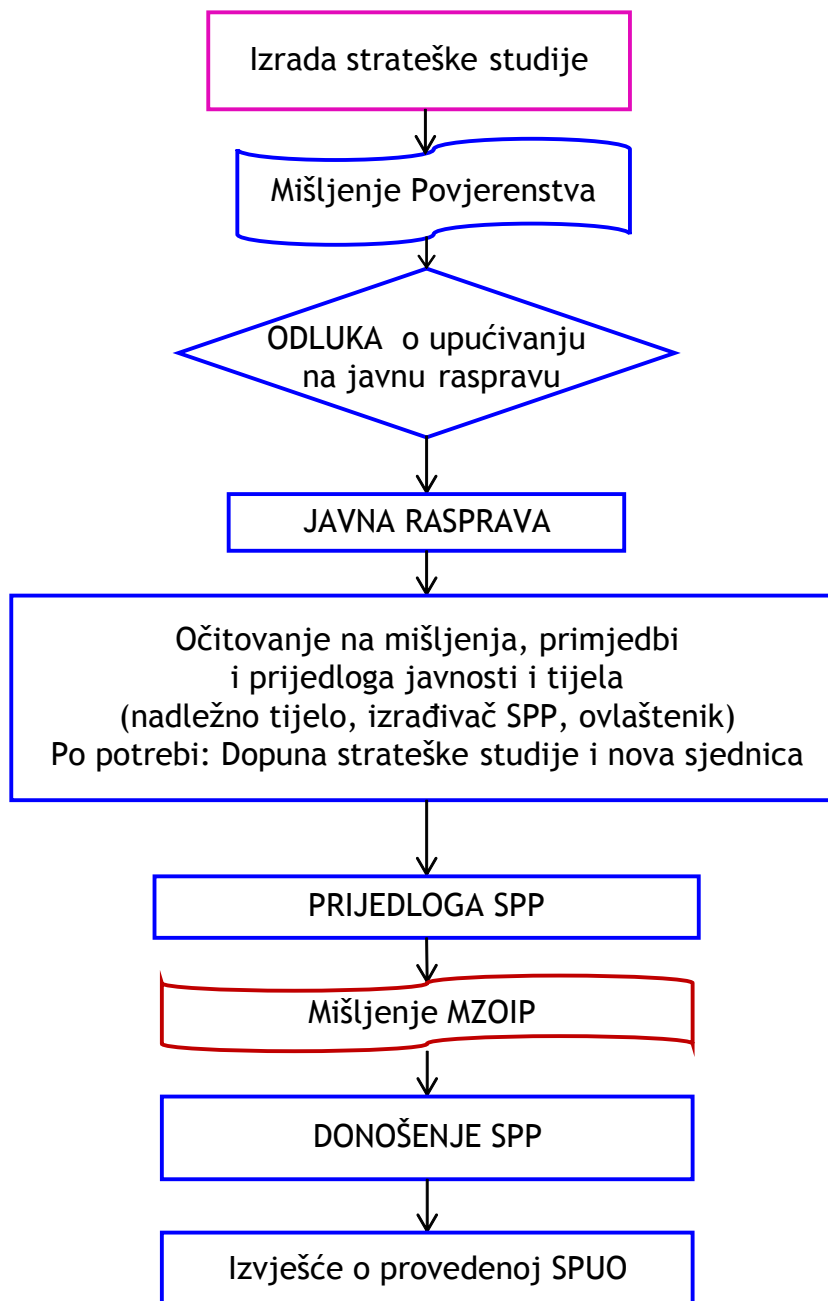 Izrada strateške studije
Mišljenje Povjerenstva
ODLUKA  o upućivanju
na javnu raspravu
JAVNA RASPRAVA
Očitovanje na mišljenja, primjedbi
i prijedloga javnosti i tijela
(nadležno tijelo, izrađivač SPP, ovlaštenik)
Po potrebi: Dopuna strateške studije i nova sjednica
PRIJEDLOGA SPP
Mišljenje MZOIP
DONOŠENJE SPP
Izvješće o provedenoj SPUO